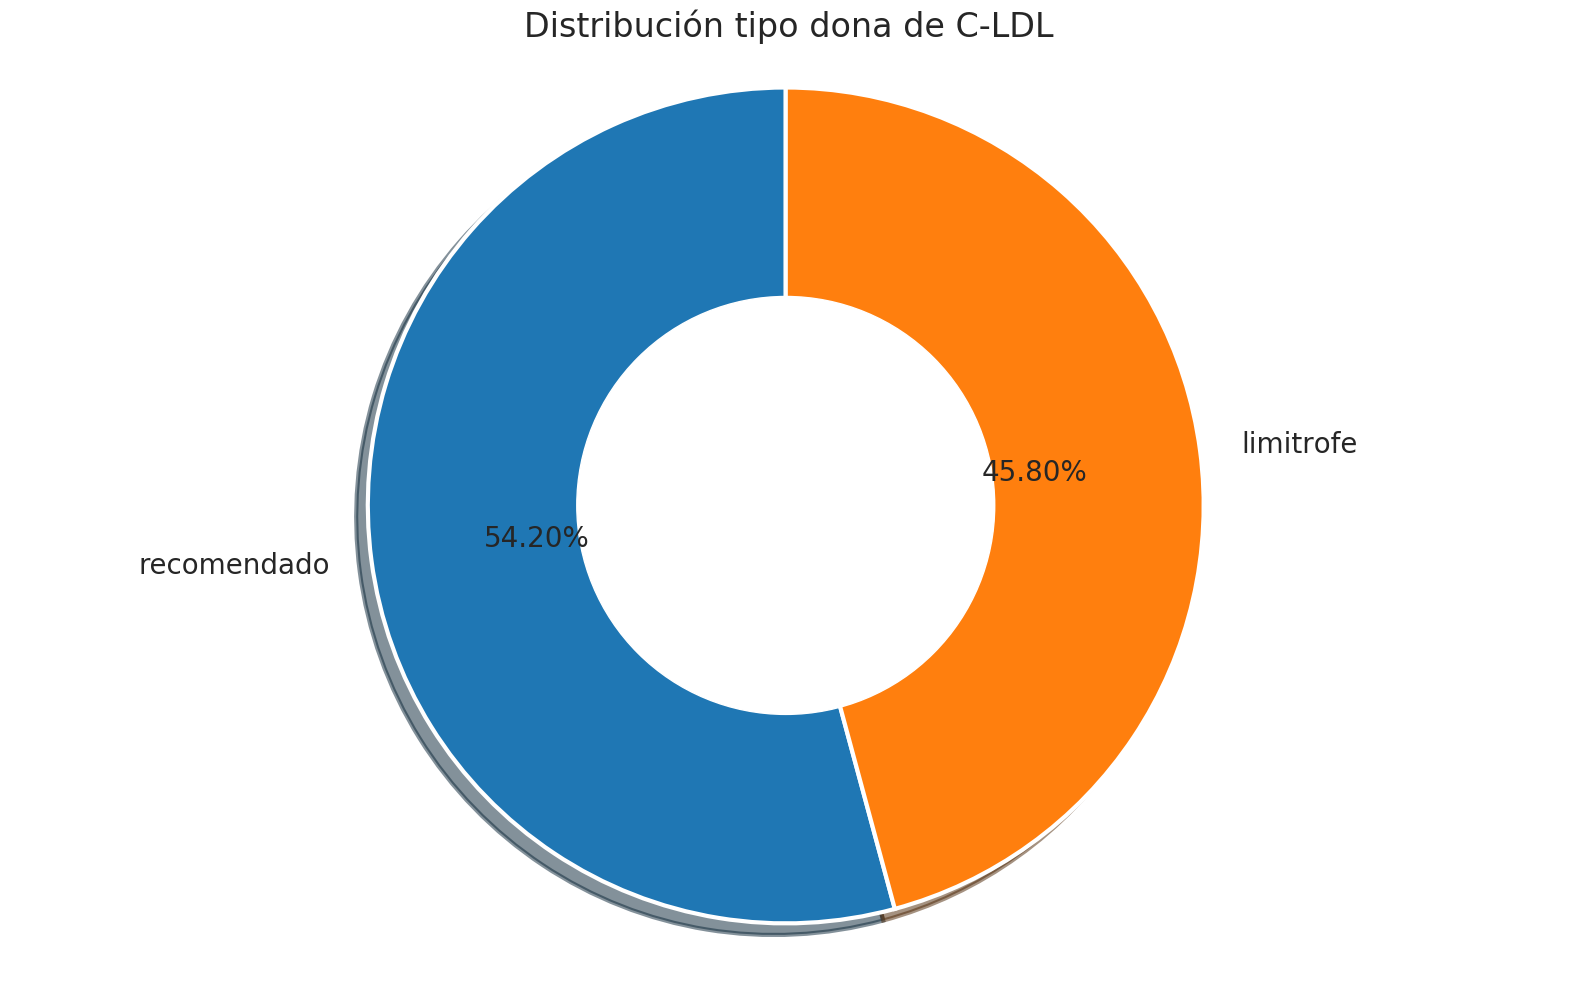 Distribución tipo dona de C-LDL
limitrofe
45.80%
54.20%
recomendado